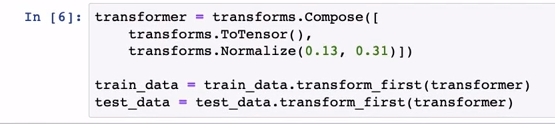 In [6]: transformer = transforms.Compose([
transforms.ToTensor(),
transforms.Normalize(0.13, 0.31)])
train_data = train_data.transform_first(transformer)
test_data = test_data.transform_first(transformer)